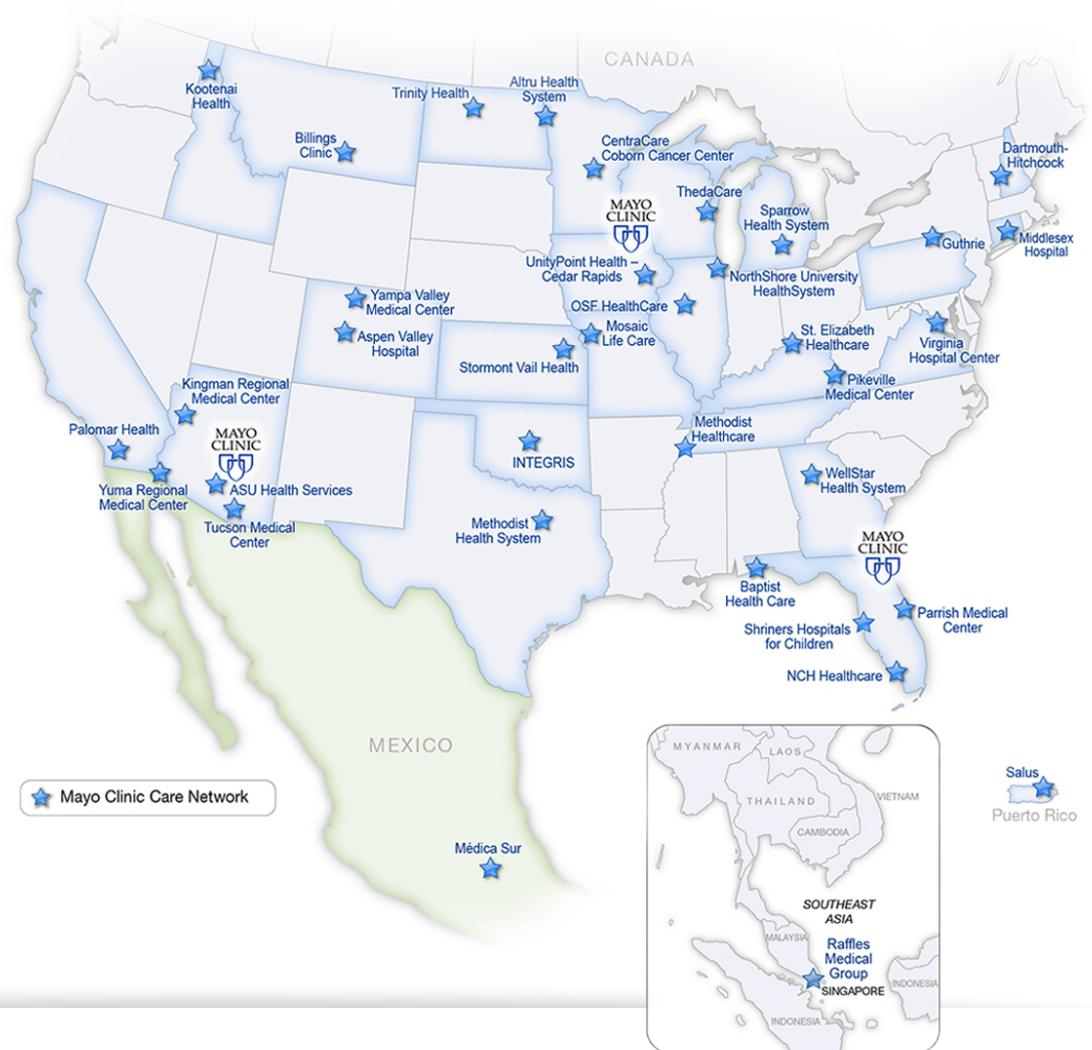 CANADA
Kootenai
Health
Trinity Health
Altru Health
System
Billings
Clinic
CentraCare
Coborn Cancer Center
Dartmouth-
Hitchcock
ThedaCare
MAYO
CLINIC
Sparrow
Health System
Guthrie
Middlesex
Hospital
UnityPoint Health –
Cedar Rapids
NorthShore University
HealthSystem
Yampa Valley
Medical Center
OSF HealthCare
Aspen Valley
Hospital
Mosaic
Life Care
St. Elizabeth
Healthcare
Virginia
Hospital Center
Stormont Vail Health
Kingman Regional
Medical Center
Pikeville
Medical Center
Palomar Health
MAYO
CLINIC
Methodist
Healthcare
INTEGRIS
Yuma Regional
Medical Center
ASU Health Services
WellStar
Health System
Tucson Medical
Center
Methodist
Health System
MAYO
CLINIC
Baptist
Health Care
Parrish Medical
Center
Shriners Hospitals
for Children
NCH Healthcare
MEXICO
Mayo Clinic Care Network
Médica Sur
MYANMAR
LAOS
THAILAND
VIETNAM
CAMBODIA
SOUTHEAST
ASIA
MALAYSIA
Raffles
Medical
Group
SINGAPORE
INDONESIA
INDONESIA
Salus
Puerto Rico